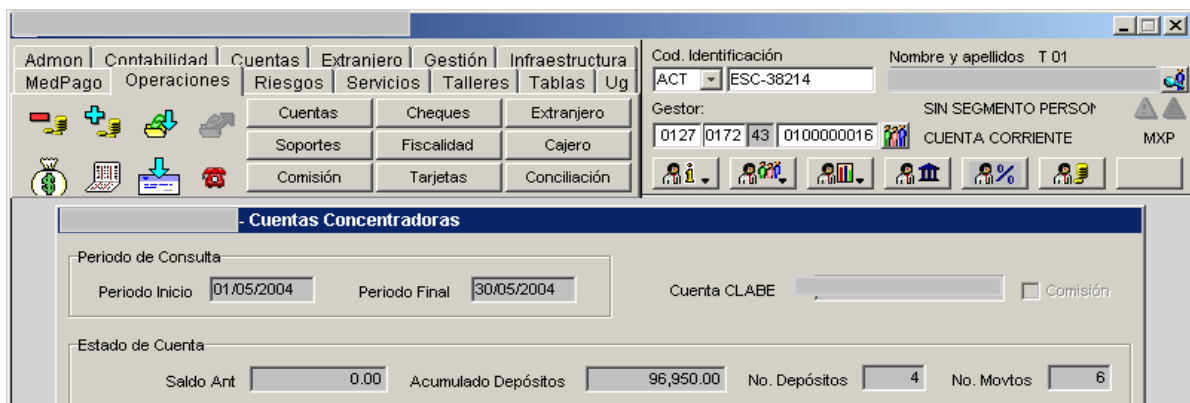 Admon Contabilidad Cuentas Extranjero Gestión Infraestructura
MedPago Operaciones Riesgos Servicios Talleres Tablas Ug
Cuentas Cheques Extranjero
Soportes Fiscalidad Cajero
Comisión Tarjetas Conciliación
Cod. Identificación Nombre y apellidos T 01
ACT ESC-38214
Gestor: SIN SEGMENTO PERSON
0127 0172 43 0100000016 CUENTA CORRIENTE MXP
- Cuentas Concentradoras
Periodo de Consulta
Periodo Inicio 01/05/2004 Periodo Final 30/05/2004 Cuenta CLABE Comisión
Estado de Cuenta
Saldo Ant 0.00 Acumulado Depósitos 96,950.00 No. Depósitos 4 No. Movtos 6